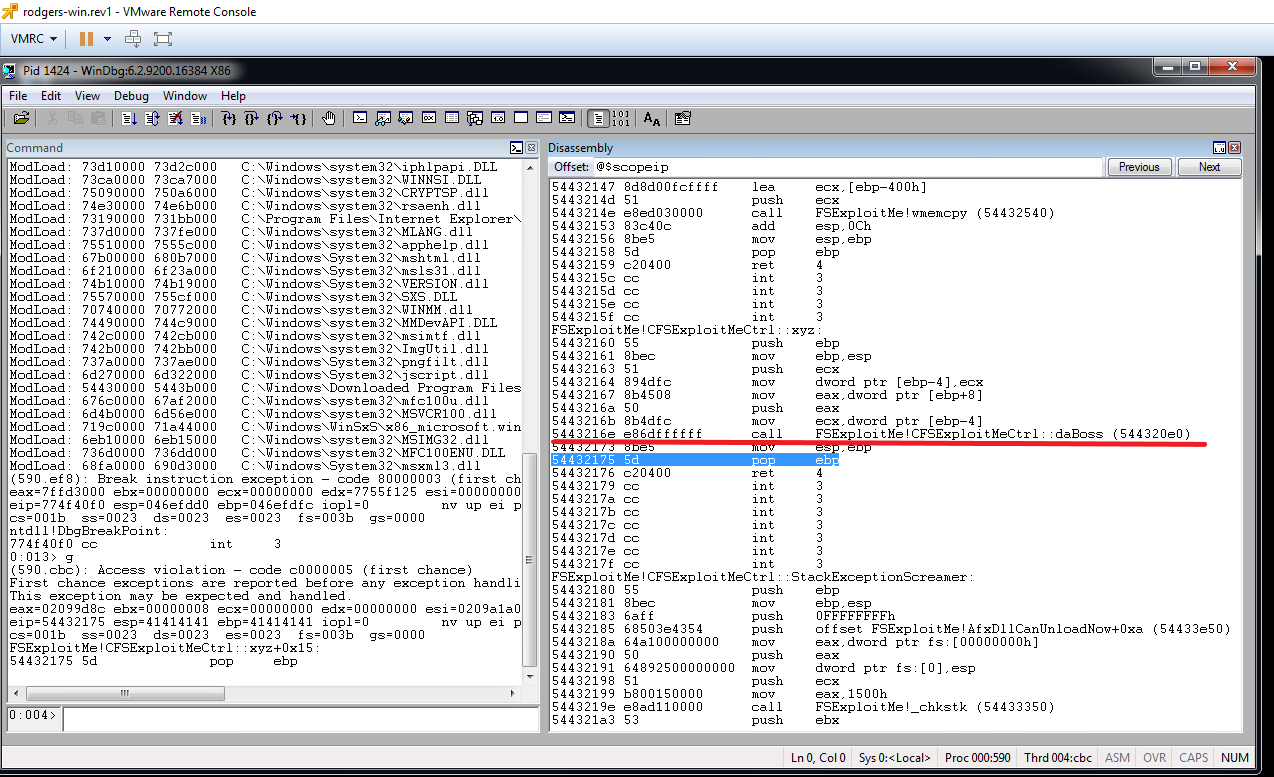 rodgers-win.rev1 - VMware Remote Console
VMRC
Pid 1424 - WinDbg:6.2.9200.16384 X86
File Edit View Debug Window Help
Command
ModLoad: 73d10000 73d2c000 C:\Windows\system32\iphlpapi.DLL
ModLoad: 73ca0000 73ca7000 C:\Windows\system32\WINNSI.DLL
ModLoad: 75090000 750a6000 C:\Windows\system32\CRYPTSP.dll
ModLoad: 74e30000 74e6b000 C:\Windows\system32\rsaenh.dll
ModLoad: 73190000 731bb000 C:\Program Files\Internet Explorer\
ModLoad: 737d0000 737fe000 C:\Windows\system32\MLANG.dll
ModLoad: 75510000 7555c000 C:\Windows\system32\apphelp.dll
ModLoad: 67b00000 680b7000 C:\Windows\System32\mshtml.dll
ModLoad: 6f210000 6f23a000 C:\Windows\System32\msls31.dll
ModLoad: 74b10000 74b19000 C:\Windows\system32\VERSION.dll
ModLoad: 75570000 755cf000 C:\Windows\system32\SXS.DLL
ModLoad: 70740000 70772000 C:\Windows\system32\WINMM.dll
ModLoad: 74490000 744c9000 C:\Windows\system32\MMDevAPI.DLL
ModLoad: 742c0000 742cb000 C:\Windows\system32\msimtf.dll
ModLoad: 742b0000 742bb000 C:\Windows\system32\ImgUtil.dll
ModLoad: 737a0000 737ae000 C:\Windows\System32\pngfilt.dll
ModLoad: 6d270000 6d322000 C:\Windows\System32\jscript.dll
ModLoad: 54430000 5443b000 C:\Windows\Downloaded Program Files
ModLoad: 676c0000 67af2000 C:\Windows\system32\mfc100u.dll
ModLoad: 6d4b0000 6d56e000 C:\Windows\system32\MSVCR100.dll
ModLoad: 719c0000 71a44000 C:\Windows\WinSxS\x86_microsoft.win
ModLoad: 6eb10000 6eb15000 C:\Windows\system32\MSIMG32.dll
ModLoad: 736d0000 736dd000 C:\Windows\system32\MFC100ENU.DLL
ModLoad: 68fa0000 690d3000 C:\Windows\System32\msxml3.dll
(590.ef8): Break instruction exception - code 80000003 (first ch
eax=7ffd3000 ebx=00000000 ecx=00000000 edx=7755f125 esi=00000000
eip=774f40f0 esp=046efdd0 ebp=046efdfc iopl=0 nv up ei p
cs=001b ss=0023 ds=0023 es=0023 fs=003b gs=0000
ntdll!DbgBreakPoint:
774f40f0 cc int 3
0:013> g
(590.cbc): Access violation - code c0000005 (first chance)
First chance exceptions are reported before any exception handli
This exception may be expected and handled.
eax=02099d8c ebx=00000008 ecx=00000000 edx=00000000 esi=0209a1a0
eip=54432175 esp=41414141 ebp=41414141 iopl=0 nv up ei p
cs=001b ss=0023 ds=0023 es=0023 fs=003b gs=0000
FSExploitMe!CFSExploitMeCtrl::xyz+0x15:
54432175 5d pop ebp
0:004>
Disassembly
Offset: @$scopeip Previous Next
54432147 8d8d00fcffff lea ecx,[ebp-400h]
5443214d 51 push ecx
5443214e e8ed030000 call FSExploitMe!wmemcpy (54432540)
54432153 83c40c add esp,0Ch
54432156 8be5 mov esp,ebp
54432158 5d pop ebp
54432159 c20400 ret 4
5443215c cc int 3
5443215d cc int 3
5443215e cc int 3
5443215f cc int 3
FSExploitMe!CFSExploitMeCtrl::xyz:
54432160 55 push ebp
54432161 8bec mov ebp,esp
54432163 51 push ecx
54432164 894dfc mov dword ptr [ebp-4],ecx
54432167 8b4508 mov eax,dword ptr [ebp+8]
5443216a 50 push eax
5443216b 8b4dfc mov ecx,dword ptr [ebp-4]
5443216e e86dffffff call FSExploitMe!CFSExploitMeCtrl::daBoss (544320e0)
54432173 8be5 mov esp,ebp
54432175 5d pop ebp
54432176 c20400 ret 4
54432179 cc int 3
5443217a cc int 3
5443217b cc int 3
5443217c cc int 3
5443217d cc int 3
5443217e cc int 3
5443217f cc int 3
FSExploitMe!CFSExploitMeCtrl::StackExceptionScreamer:
54432180 55 push ebp
54432181 8bec mov ebp,esp
54432183 6aff push 0FFFFFFFFh
54432185 68503e4354 push offset FSExploitMe!AfxDllCanUnloadNow+0xa (54433e50)
5443218a 64a100000000 mov eax,dword ptr fs:[00000000h]
54432190 50 push eax
54432191 64892500000000 mov dword ptr fs:[0],esp
54432198 51 push ecx
54432199 b800150000 mov eax,1500h
5443219e e8ad110000 call FSExploitMe!_chkstk (54433350)
544321a3 53 push ebx
Ln 0, Col 0 Sys 0:<Local> Proc 000:590 Thrd 004:cbc ASM OVR CAPS NUM